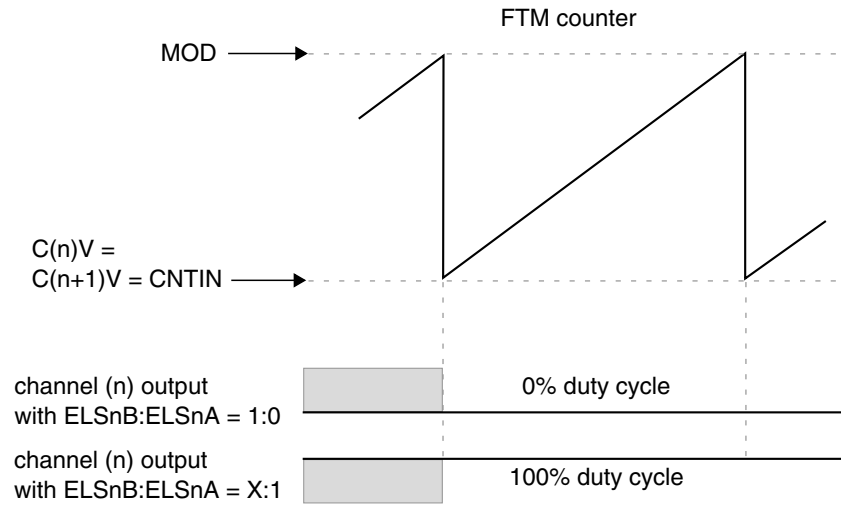 FTM counter
MOD
C(n)V =
C(n+1)V = CNTIN
channel (n) output
with ELSnB:ELSnA = 1:0
0% duty cycle
channel (n) output
with ELSnB:ELSnA = X:1
100% duty cycle